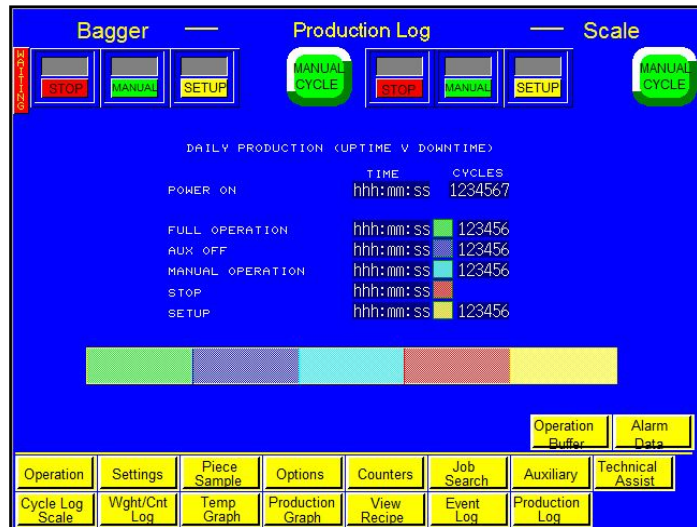 Bagger — Production Log — Scale
WAITING
STOP MANUAL SETUP MANUAL CYCLE STOP MANUAL SETUP MANUAL CYCLE
DAILY PRODUCTION (UPTIME V DOWNTIME)
TIME CYCLES
POWER ON hhh:mm:ss 1234567
FULL OPERATION hhh:mm:ss 123456
AUX OFF hhh:mm:ss 123456
MANUAL OPERATION hhh:mm:ss 123456
STOP hhh:mm:ss
SETUP hhh:mm:ss 123456
Operation Buffer Alarm Data
Operation Settings Piece Sample Options Counters Job Search Auxiliary Technical Assist
Cycle Log Scale Wght/Cnt Log Temp Graph Production Graph View Recipe Event Log Production Log